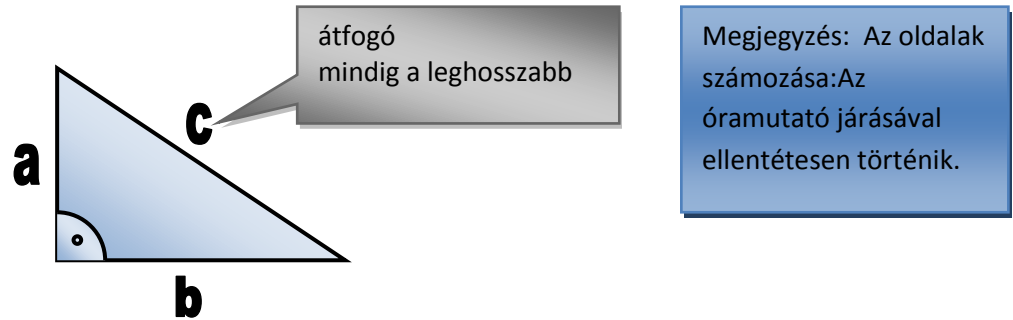 átfogó
mindig a leghosszabb
Megjegyzés: Az oldalak
számozása:Az
óramutató járásával
ellentétesen történik.
c
a
b